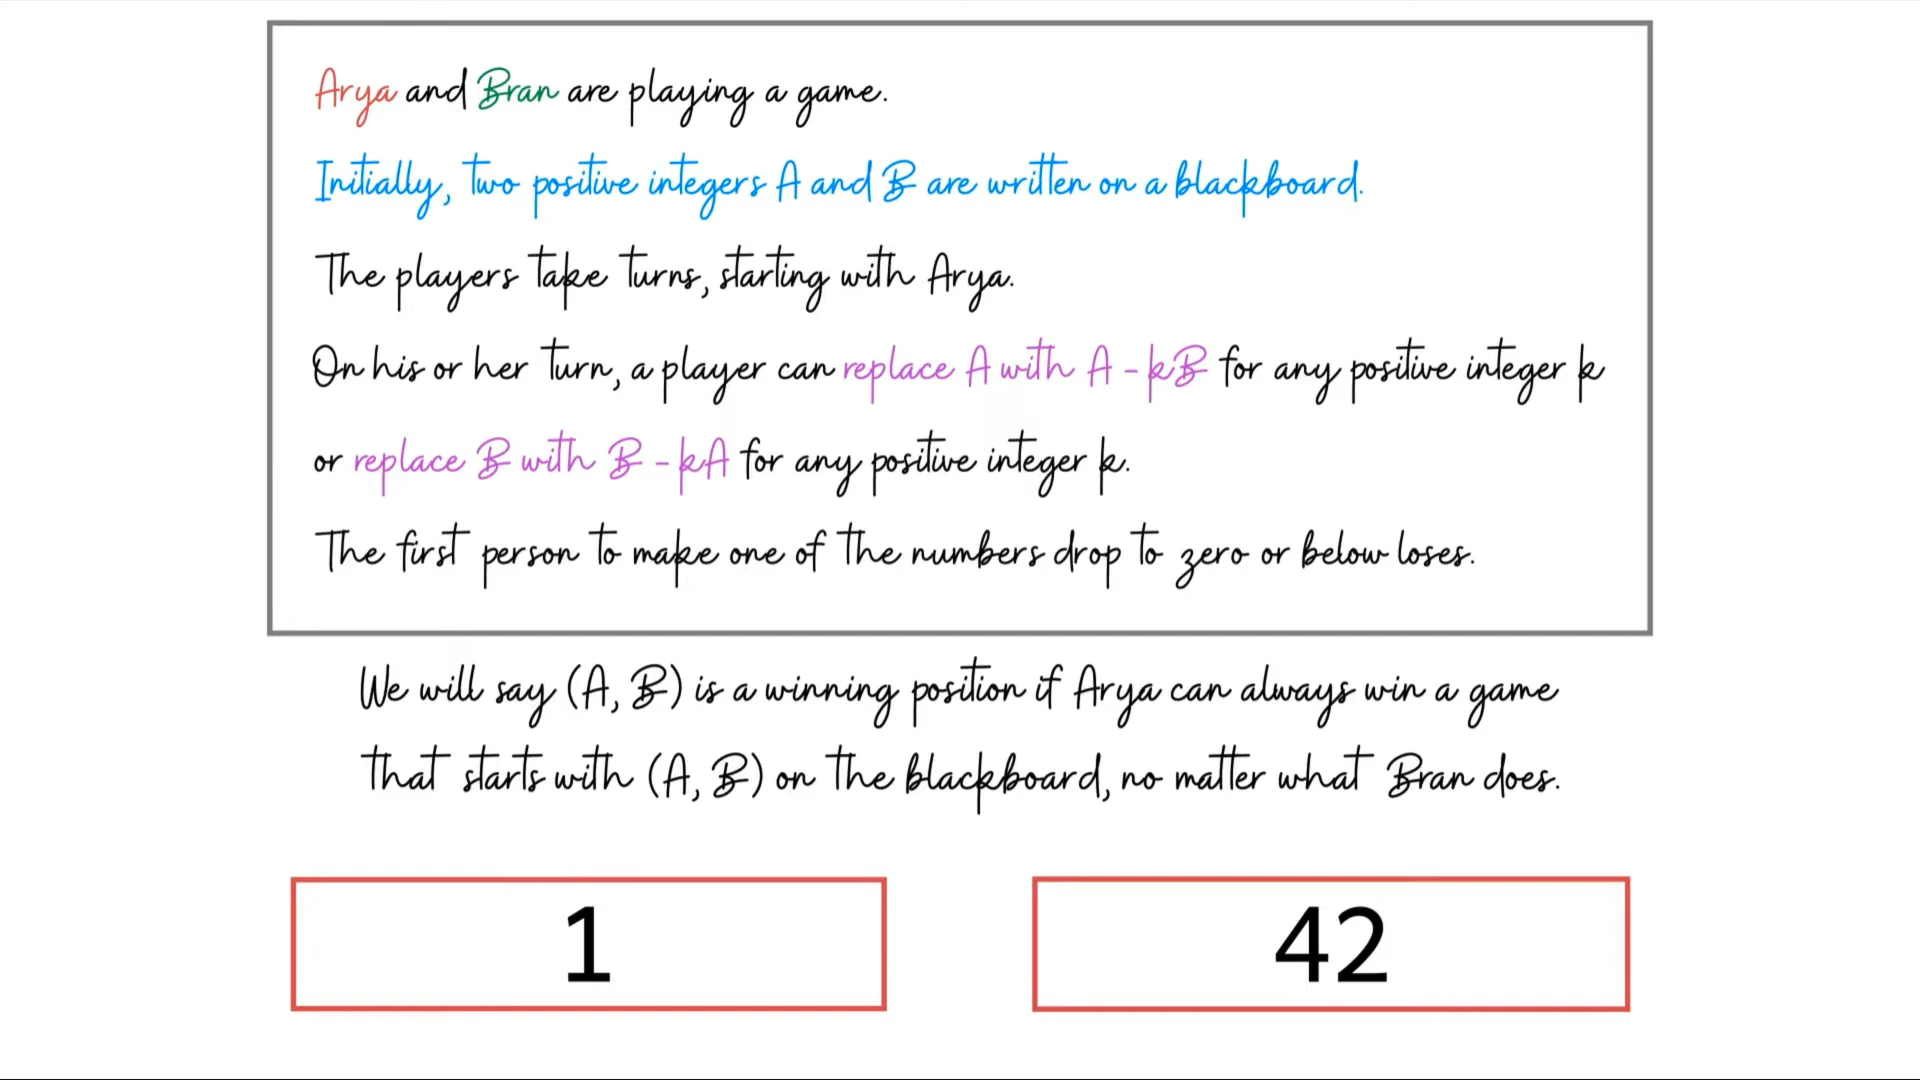 Arya and Bran are playing a game.
Initially, two positive integers A and B are written on a blackboard.
The players take turns, starting with Arya.
On his or her turn, a player can replace A with A - kB for any positive integer k
or replace B with B - kA for any positive integer k.
The first person to make one of the numbers drop to zero or below loses.
We will say (A, B) is a winning position if Arya can always win a game
that starts with (A, B) on the blackboard, no matter what Bran does.
1
42